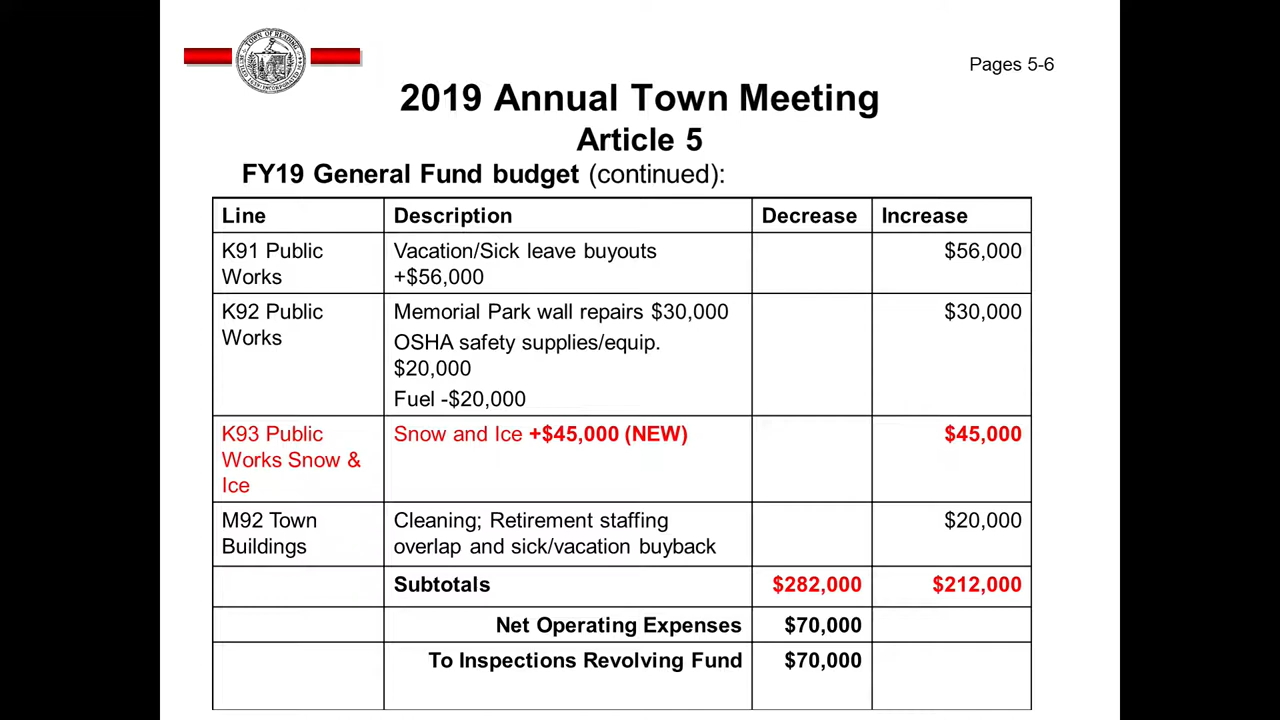 TOWN OF READING
Pages 5-6
2019 Annual Town Meeting
Article 5
FY19 General Fund budget (continued):
Line Description Decrease Increase
K91 Public Vacation/Sick leave buyouts $56,000
Works +$56,000
K92 Public Memorial Park wall repairs $30,000 $30,000
Works OSHA safety supplies/equip.
$20,000
Fuel -$20,000
K93 Public Snow and Ice +$45,000 (NEW) $45,000
Works Snow &
Ice
M92 Town Cleaning; Retirement staffing $20,000
Buildings overlap and sick/vacation buyback
Subtotals $282,000 $212,000
Net Operating Expenses $70,000
To Inspections Revolving Fund $70,000